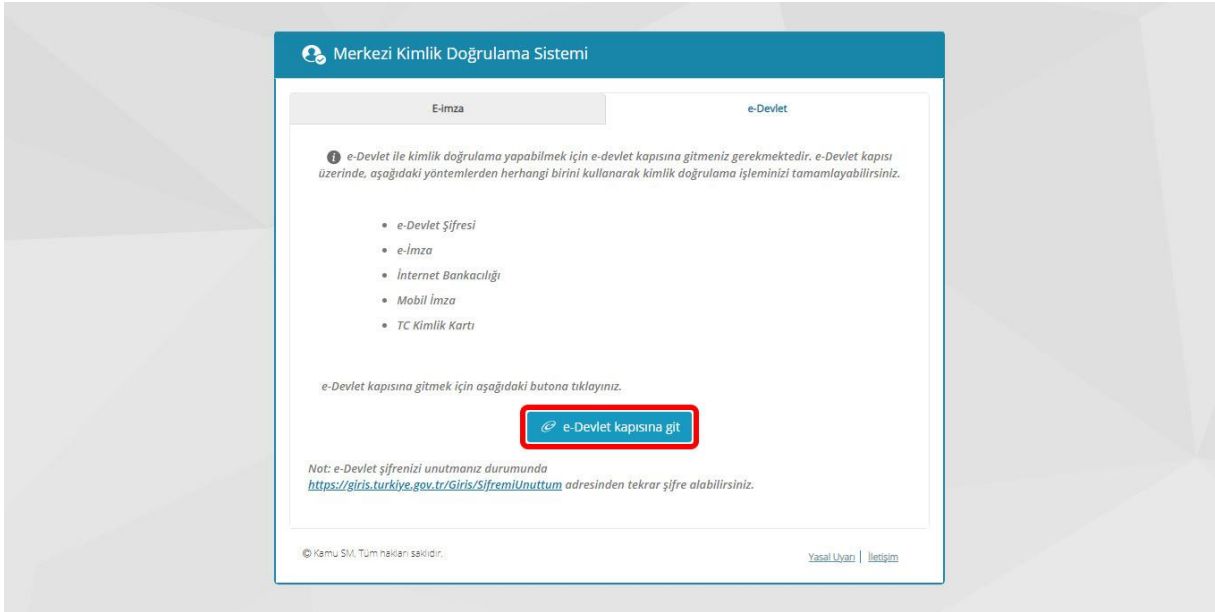 Merkezi Kimlik Doğrulama Sistemi
E-imza
e-Devlet
e-Devlet ile kimlik doğrulama yapabilmek için e-devlet kapısına gitmeniz gerekmektedir. e-Devlet kapısı
üzerinde, aşağıdaki yöntemlerden herhangi birini kullanarak kimlik doğrulama işleminizi tamamlayabilirsiniz.
• e-Devlet Şifresi
• e-İmza
• İnternet Bankacılığı
• Mobil İmza
• TC Kimlik Kartı
e-Devlet kapısına gitmek için aşağıdaki butona tıklayınız.
e-Devlet kapısına git
Not: e-Devlet şifrenizi unutmanız durumunda
https://giris.turkiye.gov.tr/Giris/SifremiUnuttum adresinden tekrar şifre alabilirsiniz.
© Kamu SM, Tüm hakları saklıdır.
Yasal Uyarı | İletişim